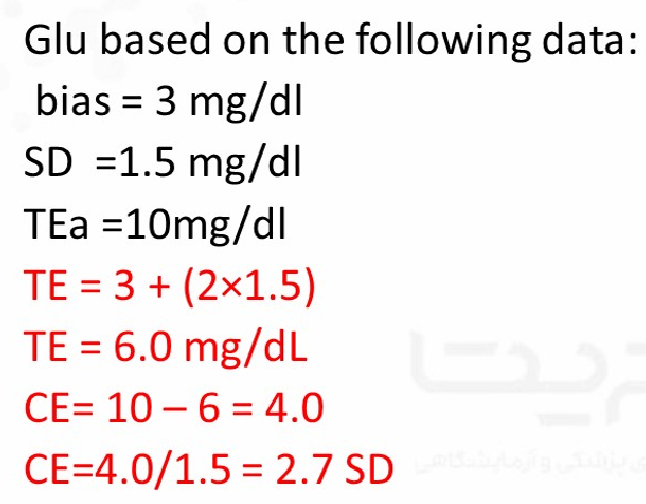 Glu based on the following data:
bias = 3 mg/dl
SD =1.5 mg/dl
TEa =10mg/dl
TE = 3 + (2×1.5)
TE = 6.0 mg/dL
CE= 10 – 6 = 4.0
CE=4.0/1.5 = 2.7 SD
پزشکی و آزمایشگاهی